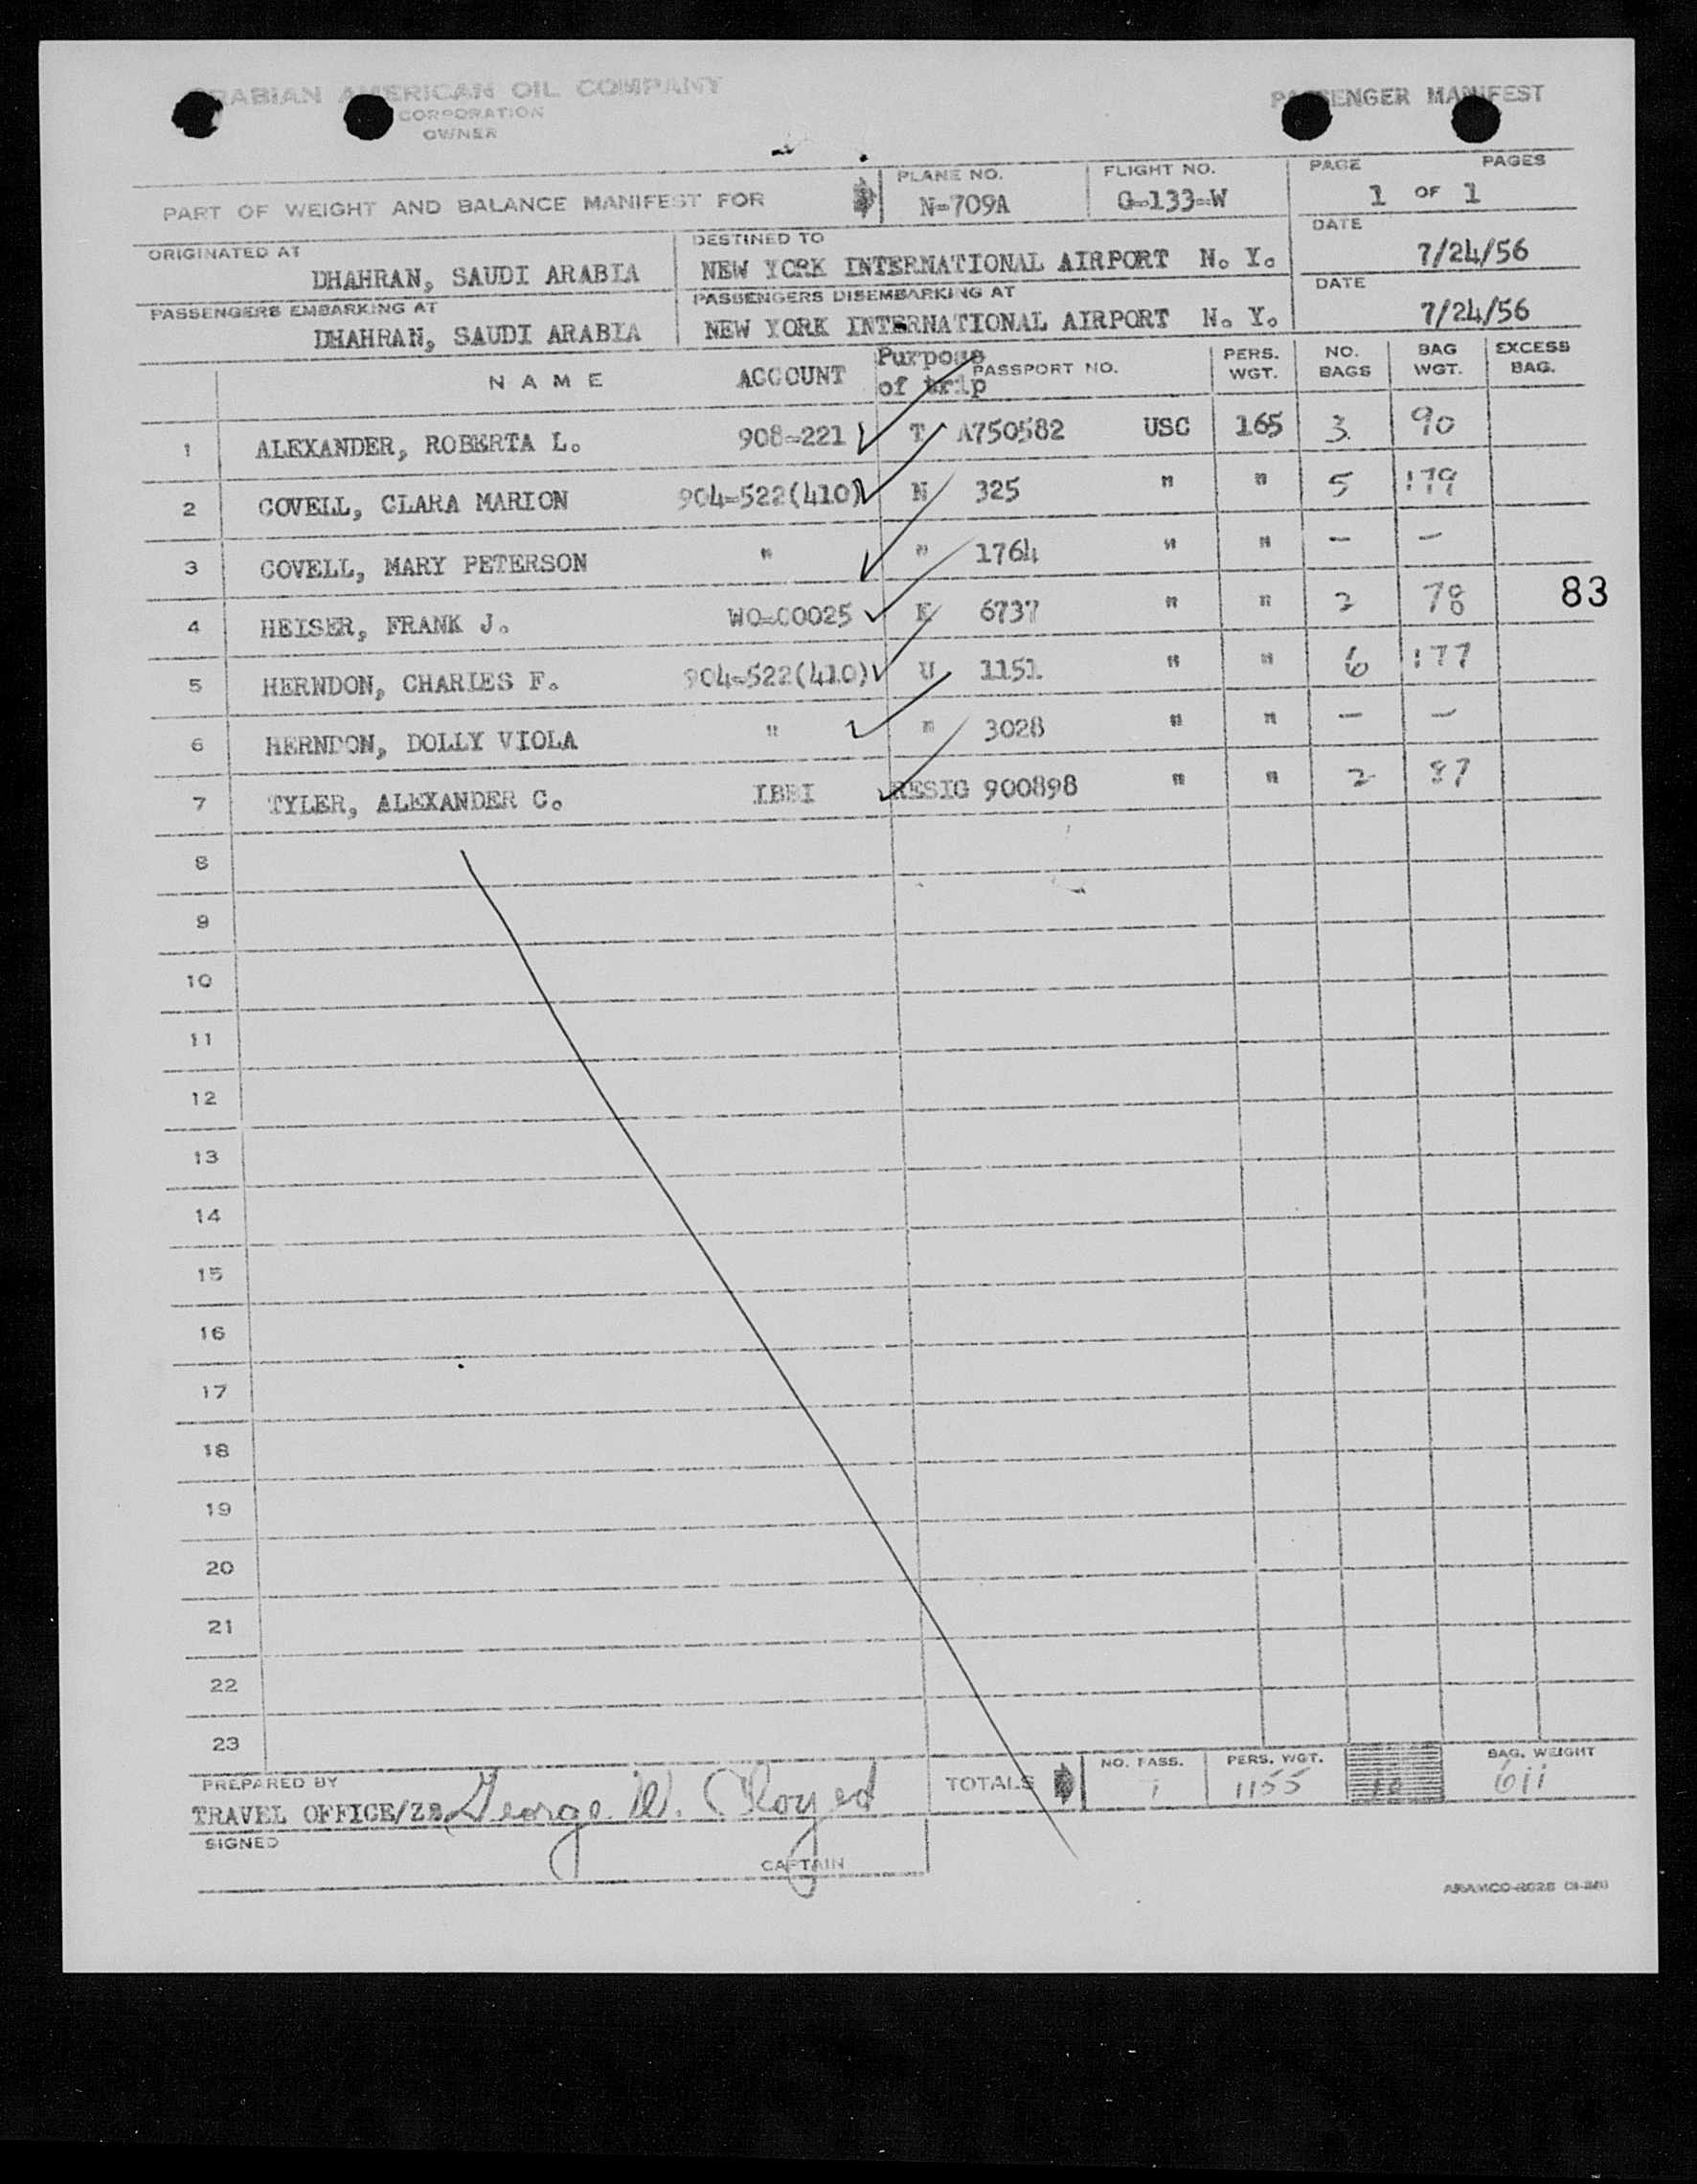 ARABIAN AMERICAN OIL COMPANY
CORPORATION
OWNER
PASSENGER MANIFEST
PART OF WEIGHT AND BALANCE MANIFEST FOR
PLANE NO.
N-709A
FLIGHT NO.
G-133-W
PAGE PAGES
1 OF 1
ORIGINATED AT
DHAHRAN, SAUDI ARABIA
DESTINED TO
NEW YORK INTERNATIONAL AIRPORT N. Y.
DATE
7/24/56
PASSENGERS EMBARKING AT
DHAHRAN, SAUDI ARABIA
PASSENGERS DISEMBARKING AT
NEW YORK INTERNATIONAL AIRPORT N. Y.
DATE
7/24/56
NAME ACCOUNT Purpose of trip PASSPORT NO. PERS. WGT. NO. BAGS BAG WGT. EXCESS BAG.
1 ALEXANDER, ROBERTA L. 908-221 T A750582 USC 165 3 90
2 COVELL, CLARA MARION 904-522(410) N 325 " " 5 179
3 COVELL, MARY PETERSON " " 1764 " " - -
4 HEISER, FRANK J. WO-00025 K 6737 " " 2 78
83
5 HERNDON, CHARLES F. 904-522(410) U 1151 " " 6 177
6 HERNDON, DOLLY VIOLA " " 3028 " " - -
7 TYLER, ALEXANDER C. IBBI RESIG 900898 " " 2 87
8
9
10
11
12
13
14
15
16
17
18
19
20
21
22
23
PREPARED BY
TRAVEL OFFICE/ZB George W.
TOTALS
NO. PASS.
PERS. WGT.
1155
BAG. WEIGHT
611
SIGNED
CAPTAIN